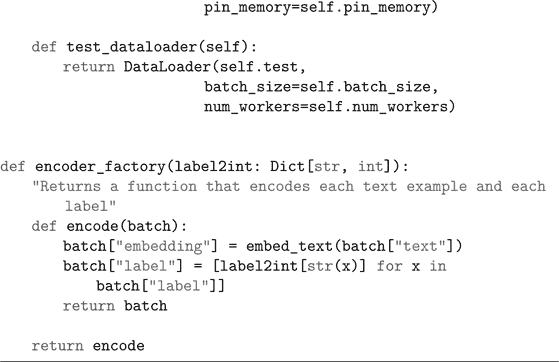 pin_memory=self.pin_memory)
def test_dataloader(self):
return DataLoader(self.test,
batch_size=self.batch_size,
num_workers=self.num_workers)
def encoder_factory(label2int: Dict[str, int]):
"Returns a function that encodes each text example and each
label"
def encode(batch):
batch["embedding"] = embed_text(batch["text"])
batch["label"] = [label2int[str(x)] for x in
batch["label"]]
return batch
return encode